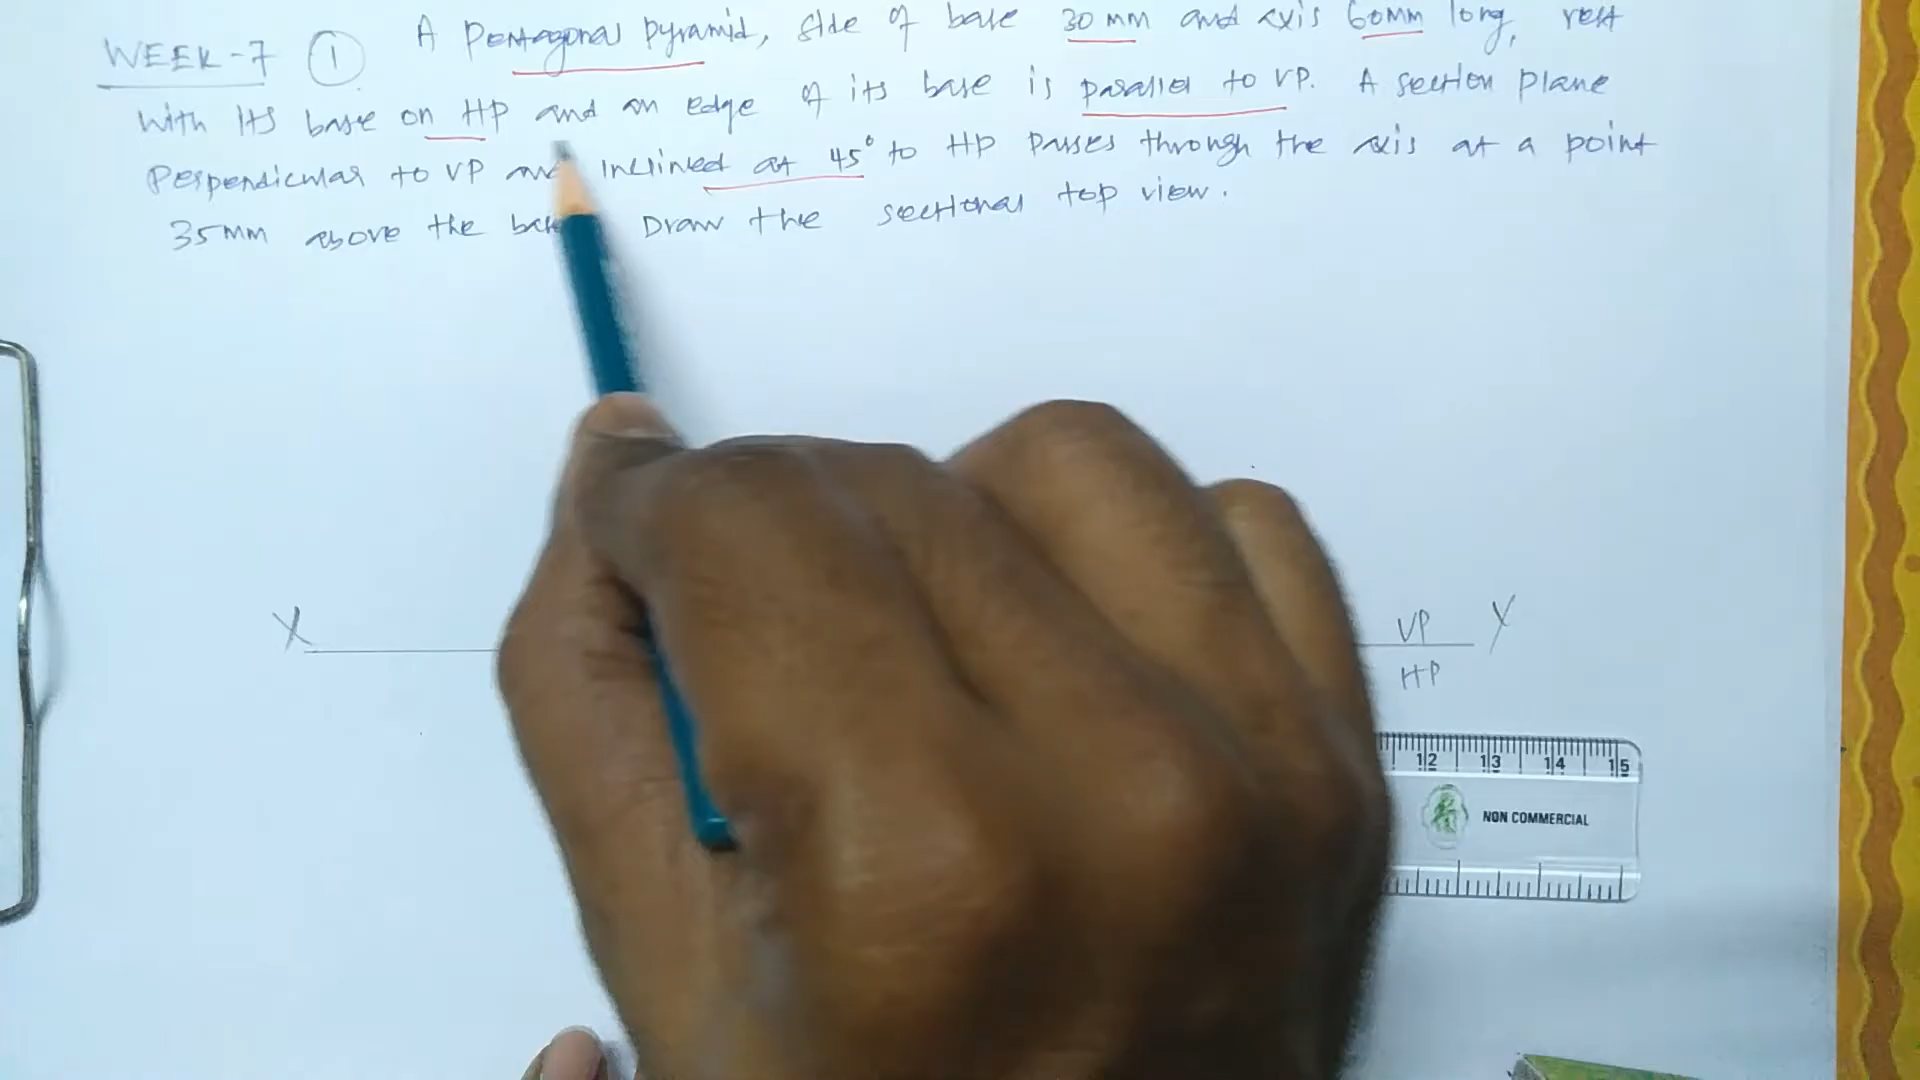 WEEK-7 ① A Pentagonal pyramid, side of base 30 mm and axis 60mm long, rest
with its base on HP and an edge of its base is parallel to VP. A section plane
Perpendicular to VP and inclined at 45° to HP passes through the axis at a point
35mm above the base Draw the sectional top view.
X
VP
Y
HP
12 13 14 15
NON COMMERCIAL